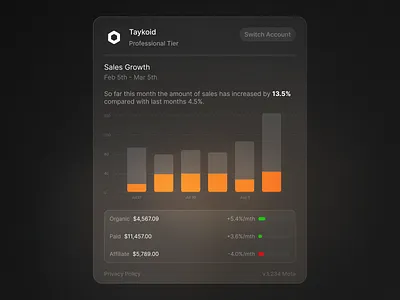 Taykoid
Professional Tier
Switch Account
Sales Growth
Feb 5th - Mar 5th
So far this month the amount of sales has increased by 13.5%
compared with last months 4.5%.
Organic $4,567.09 +5.4%/mth
Paid $11,457.00 +3.8%/mth
Affiliate $5,789.00 -4.0%/mth
Privacy Policy